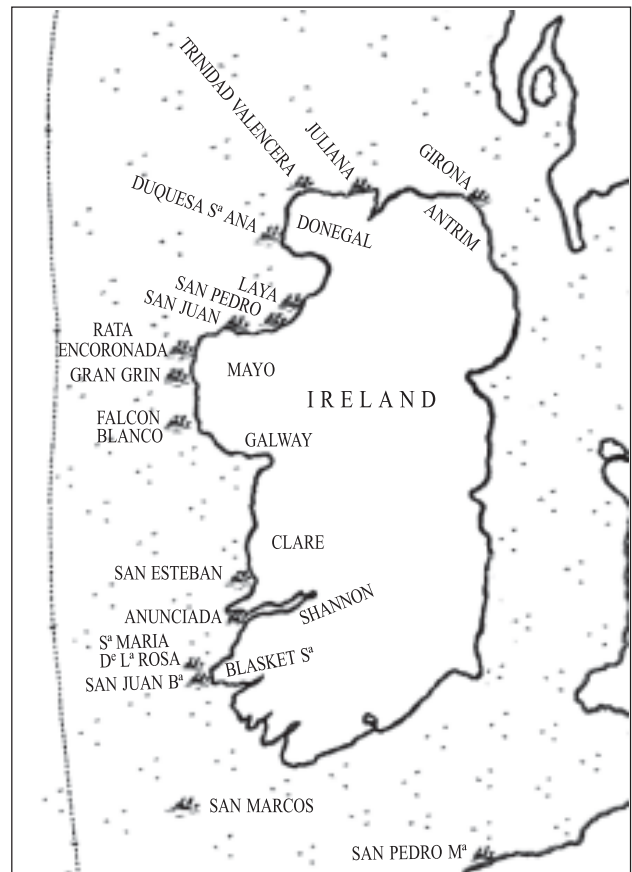 TRINIDAD VALENCERA
JULIANA
GIRONA
DUQUESA Sª ANA
DONEGAL
ANTRIM
LAYA
SAN PEDRO
SAN JUAN
RATA
ENCORONADA
MAYO
GRAN GRIN
IRELAND
FALCON
BLANCO
GALWAY
CLARE
SAN ESTEBAN
SHANNON
ANUNCIADA
Sª MARIA
Dᵉ Lª ROSA
BLASKET Sª
SAN JUAN Bª
SAN MARCOS
SAN PEDRO Mª